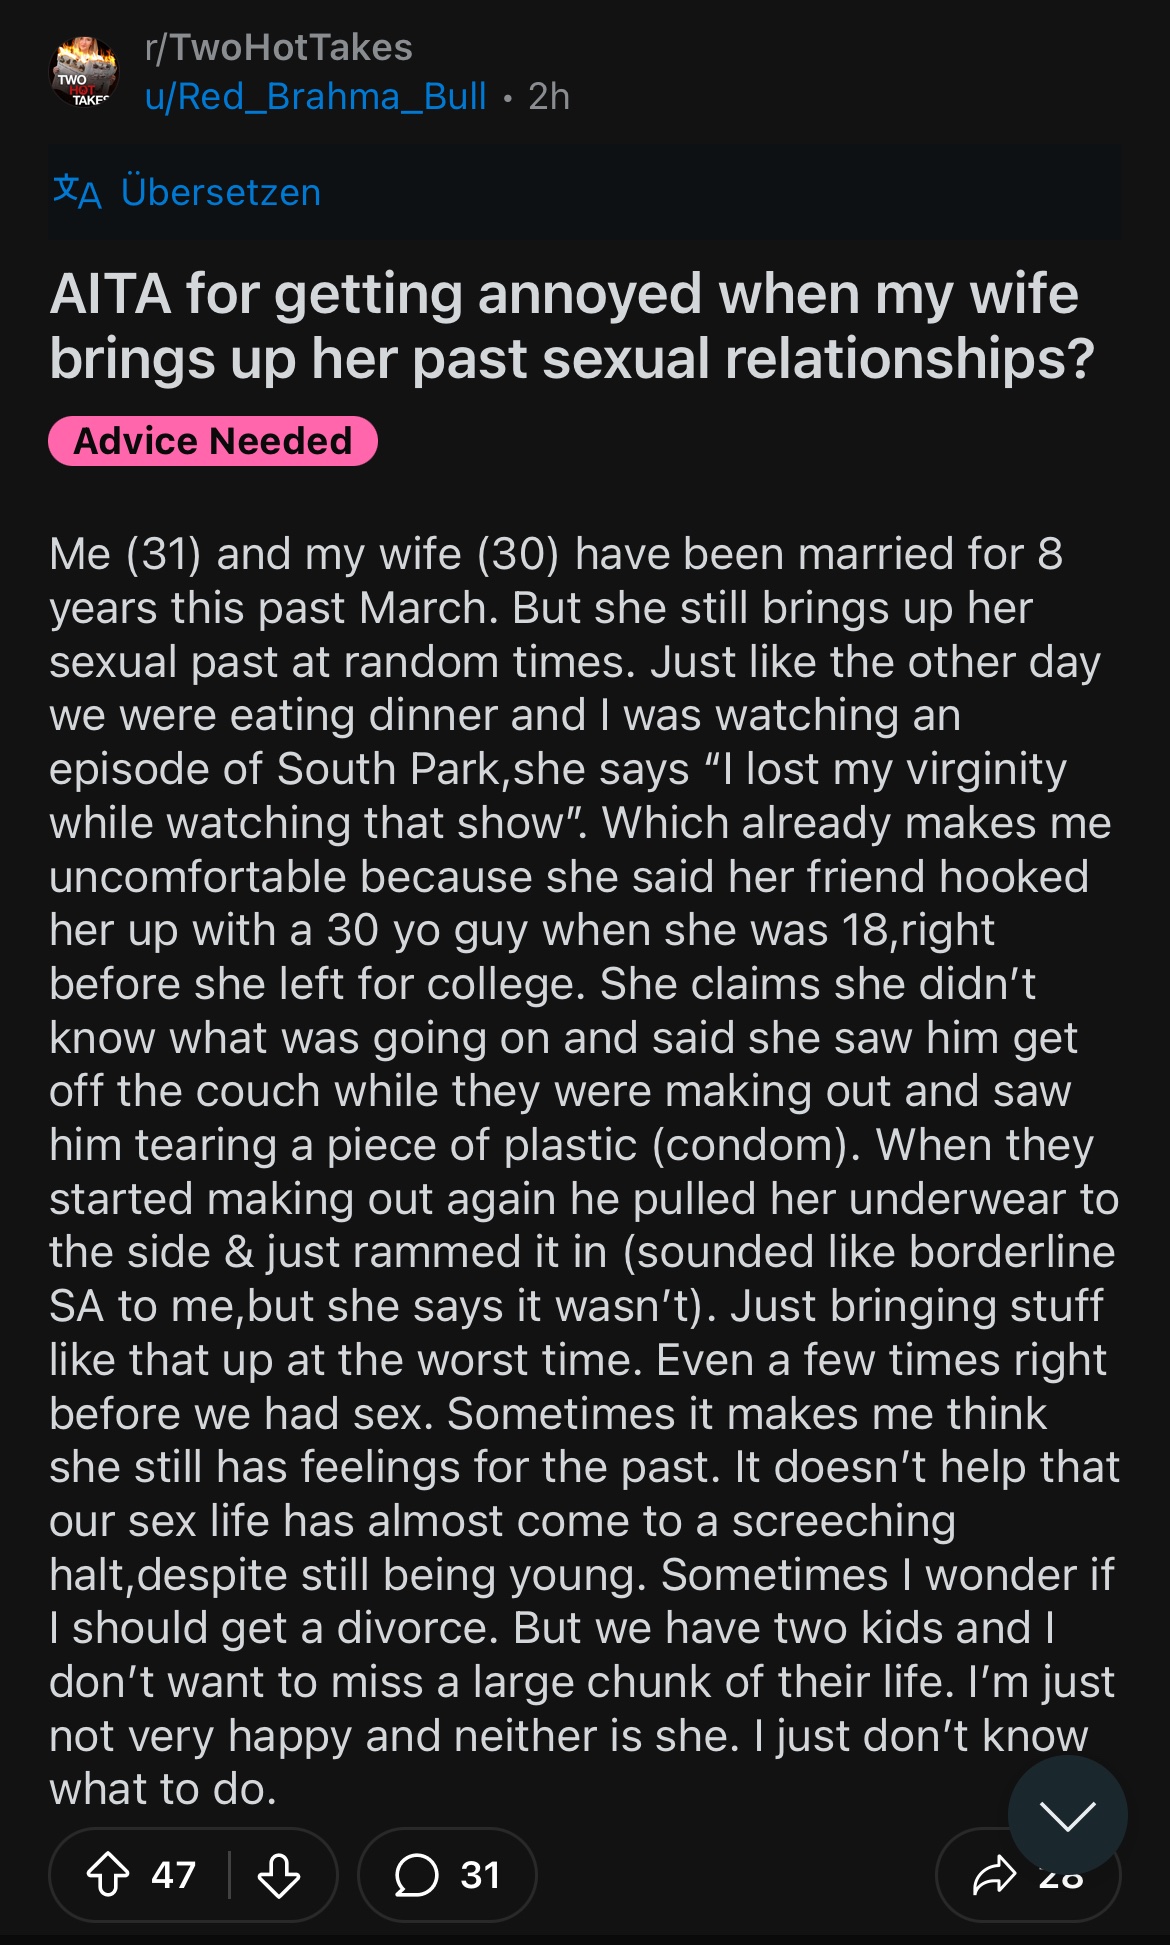 r/TwoHotTakes
TWO
HOT
TAKES
u/Red_Brahma_Bull • 2h
Übersetzen
AITA for getting annoyed when my wife
brings up her past sexual relationships?
Advice Needed
Me (31) and my wife (30) have been married for 8
years this past March. But she still brings up her
sexual past at random times. Just like the other day
we were eating dinner and I was watching an
episode of South Park,she says “I lost my virginity
while watching that show”. Which already makes me
uncomfortable because she said her friend hooked
her up with a 30 yo guy when she was 18,right
before she left for college. She claims she didn’t
know what was going on and said she saw him get
off the couch while they were making out and saw
him tearing a piece of plastic (condom). When they
started making out again he pulled her underwear to
the side & just rammed it in (sounded like borderline
SA to me,but she says it wasn’t). Just bringing stuff
like that up at the worst time. Even a few times right
before we had sex. Sometimes it makes me think
she still has feelings for the past. It doesn’t help that
our sex life has almost come to a screeching
halt,despite still being young. Sometimes I wonder if
I should get a divorce. But we have two kids and I
don’t want to miss a large chunk of their life. I’m just
not very happy and neither is she. I just don’t know
what to do.
47 31